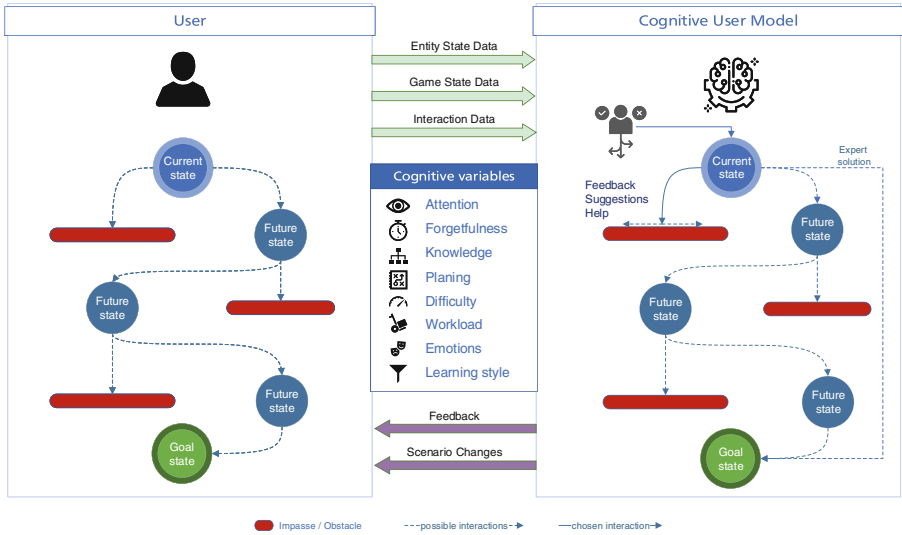 User
Cognitive User Model
Entity State Data
Game State Data
Interaction Data
Current
state
Future
state
Future
state
Future
state
Goal
state
Cognitive variables
Attention
Forgetfulness
Knowledge
Planing
Difficulty
Workload
Emotions
Learning style
Feedback
Scenario Changes
Current
state
Expert
solution
Feedback
Suggestions
Help
Future
state
Future
state
Future
state
Goal
state
Impasse / Obstacle
possible interactions
chosen interaction